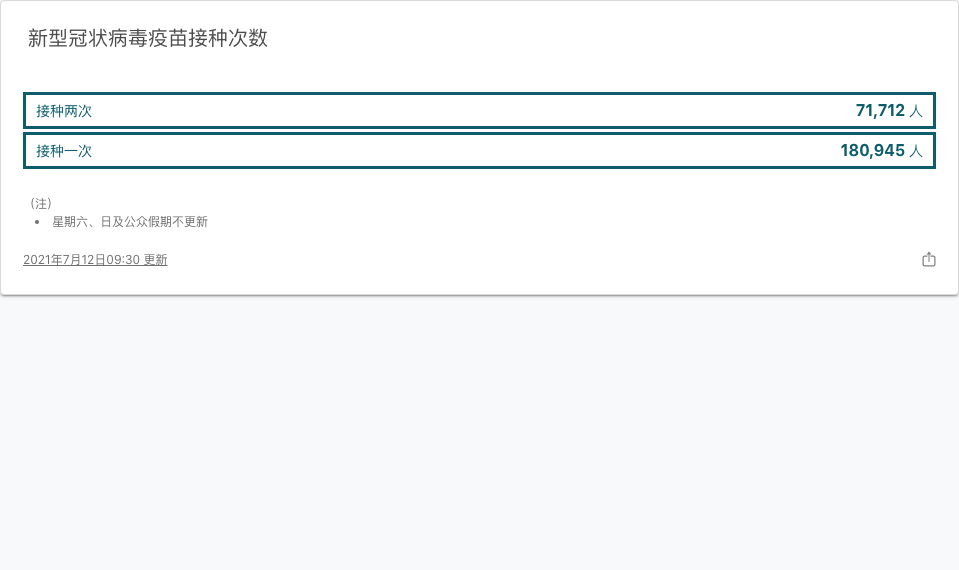 新型冠状病毒疫苗接种次数
接种两次 71,712 人
接种一次 180,945 人
(注)
• 星期六、日及公众假期不更新
2021年7月12日09:30 更新